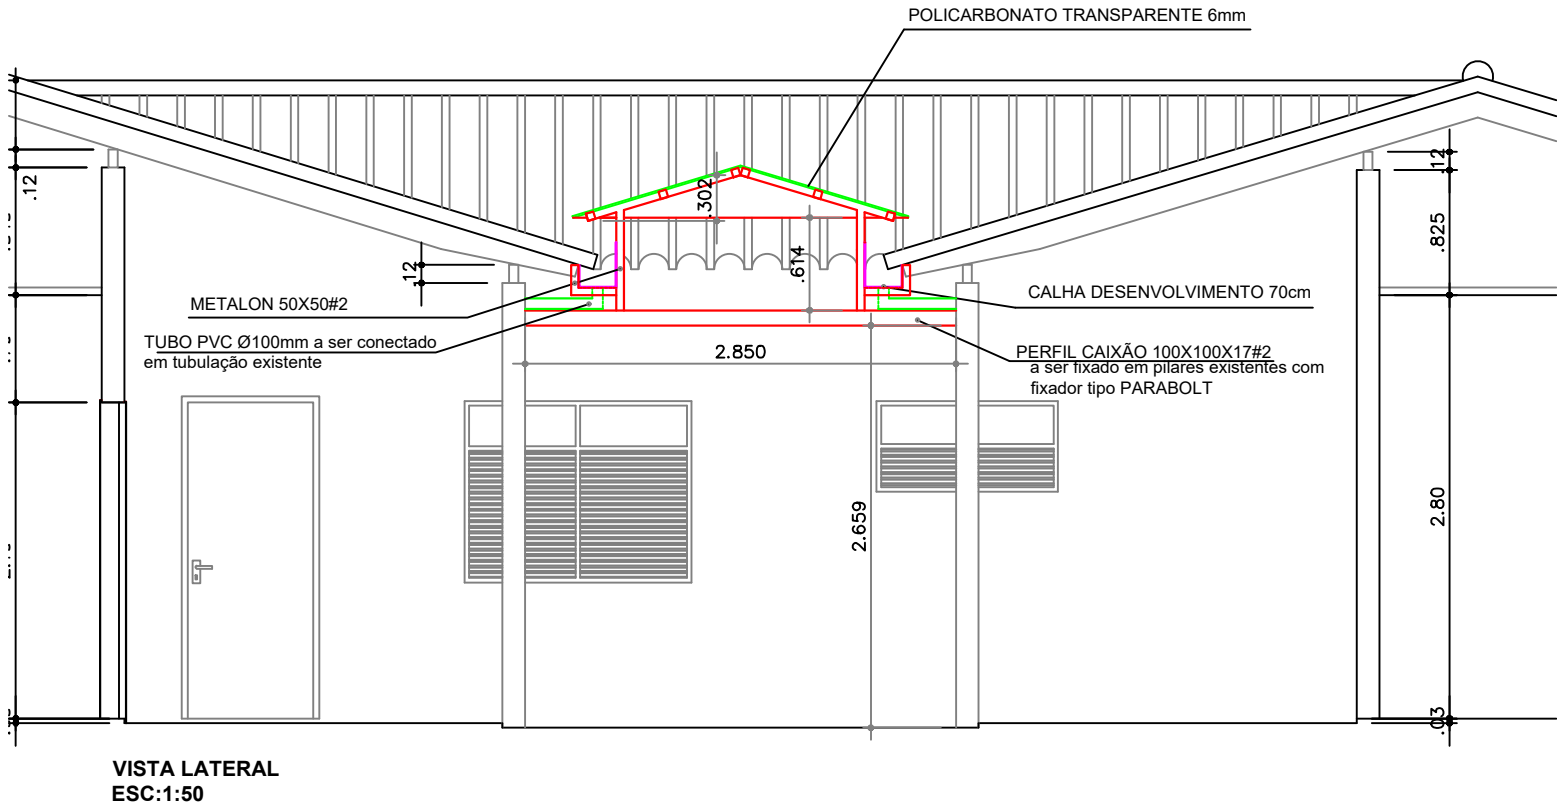 POLICARBONATO TRANSPARENTE 6mm
.12
.12
.302
.825
.614
.12
METALON 50X50#2
CALHA DESENVOLVIMENTO 70cm
TUBO PVC Ø100mm a ser conectado
em tubulação existente
2.850
PERFIL CAIXÃO 100X100X17#2
a ser fixado em pilares existentes com
fixador tipo PARABOLT
2.659
2.80
.03
VISTA LATERAL
ESC:1:50